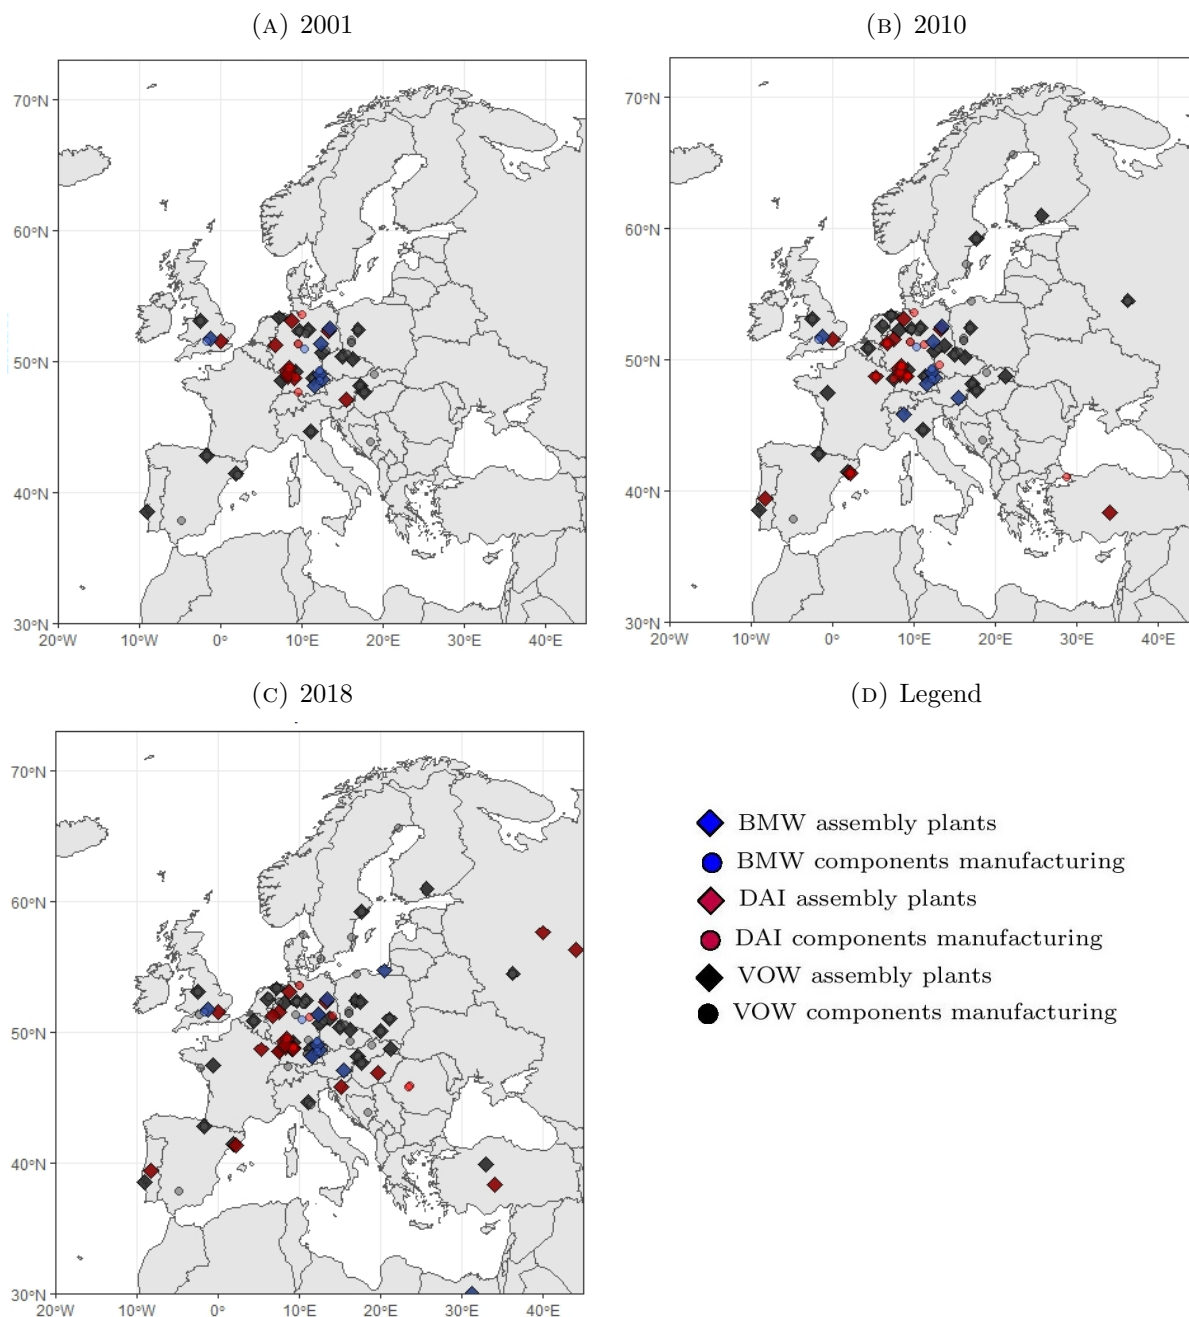 (A) 2001
(B) 2010
70°N
60°N
50°N
40°N
30°N
20°W
10°W
0°
10°E
20°E
30°E
40°E
70°N
60°N
50°N
40°N
30°N
20°W
10°W
0°
10°E
20°E
30°E
40°E
(C) 2018
(D) Legend
70°N
60°N
50°N
40°N
30°N
20°W
10°W
0°
10°E
20°E
30°E
40°E
BMW assembly plants
BMW components manufacturing
DAI assembly plants
DAI components manufacturing
VOW assembly plants
VOW components manufacturing